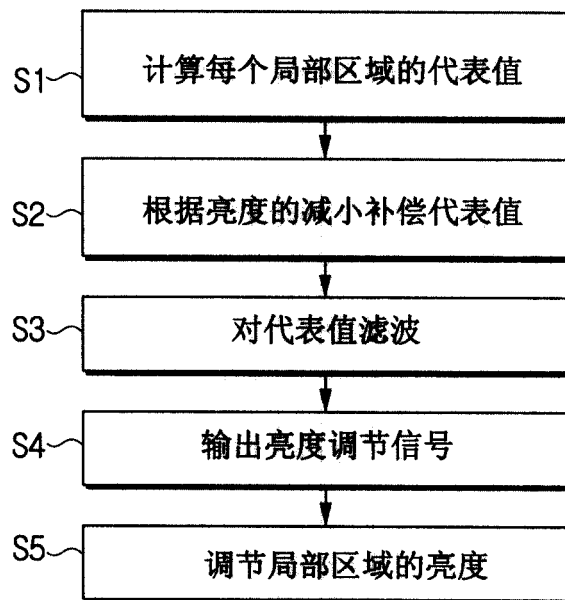 S1 计算每个局部区域的代表值
S2 根据亮度的减小补偿代表值
S3 对代表值滤波
S4 输出亮度调节信号
S5 调节局部区域的亮度